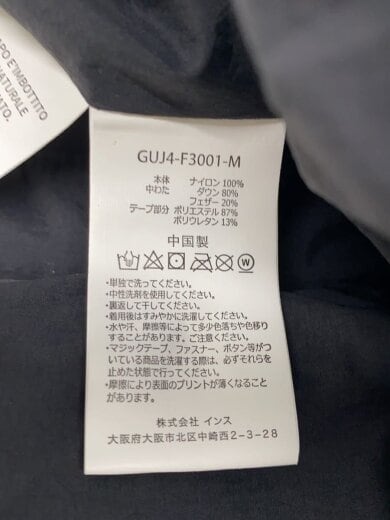 APO E'IMBOTTITO
NATURALE
GUJ4-F3001-M
本体 ナイロン 100%
中わた ダウン 80%
フェザー 20%
テープ部分 ポリエステル 87%
ポリウレタン 13%
中国製
W
・単独で洗ってください。
・中性洗剤を使用してください。
・裏返して干してください。
・着用後はすみやかに洗濯してください。
・水や汗、摩擦等によって多少色落ちや色移り
することがあります。ご注意ください。
・マジックテープ、ファスナー、ボタン等がつ
いている商品を洗濯する際は、必ずそれらを
止めた状態で行ってください。
・摩擦により表面のプリントが薄くなること
があります。
株式会社 インス
大阪府大阪市北区中崎西2-3-28